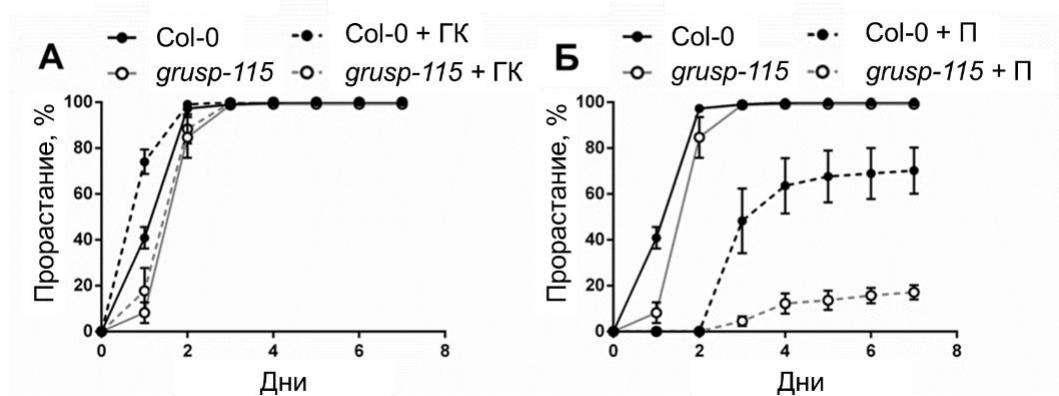 А
Col-0
Col-0 + ГК
grusp-115
grusp-115 + ГК
Прорастание, %
100
80
60
40
20
0
0
2
4
6
8
Дни
Б
Col-0
Col-0 + П
grusp-115
grusp-115 + П
Прорастание, %
100
80
60
40
20
0
0
2
4
6
8
Дни